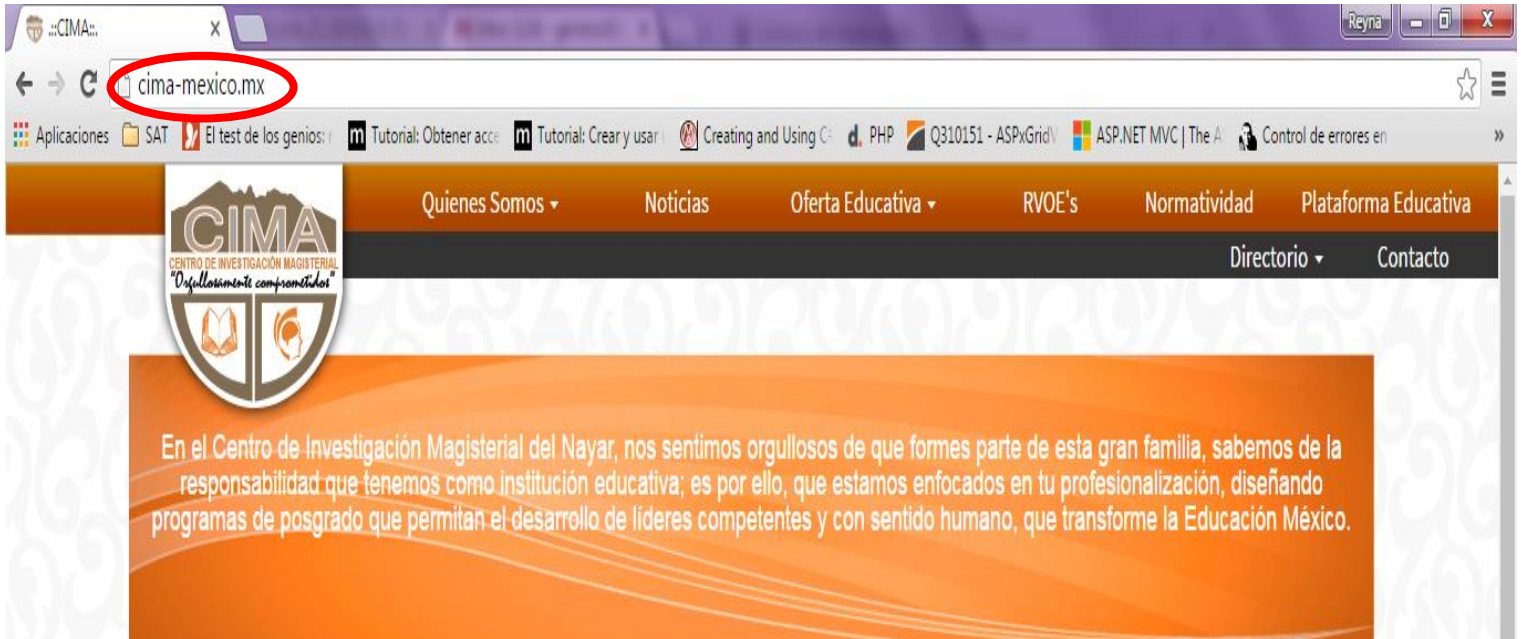 .::CIMA::.
Reyna
cima-mexico.mx
Aplicaciones SAT El test de los genios: Tutorial: Obtener acce Tutorial: Crear y usar Creating and Using C d. PHP Q310151 - ASPxGridV ASP.NET MVC | The A Control de errores en »
Quienes Somos Noticias Oferta Educativa RVOE's Normatividad Plataforma Educativa
Directorio Contacto
CIMA
CENTRO DE INVESTIGACIÓN MAGISTERIAL
"Orgullosamente comprometidos"
En el Centro de Investigación Magisterial del Nayar, nos sentimos orgullosos de que formes parte de esta gran familia, sabemos de la
responsabilidad que tenemos como institución educativa; es por ello, que estamos enfocados en tu profesionalización, diseñando
programas de posgrado que permitan el desarrollo de líderes competentes y con sentido humano, que transforme la Educación México.